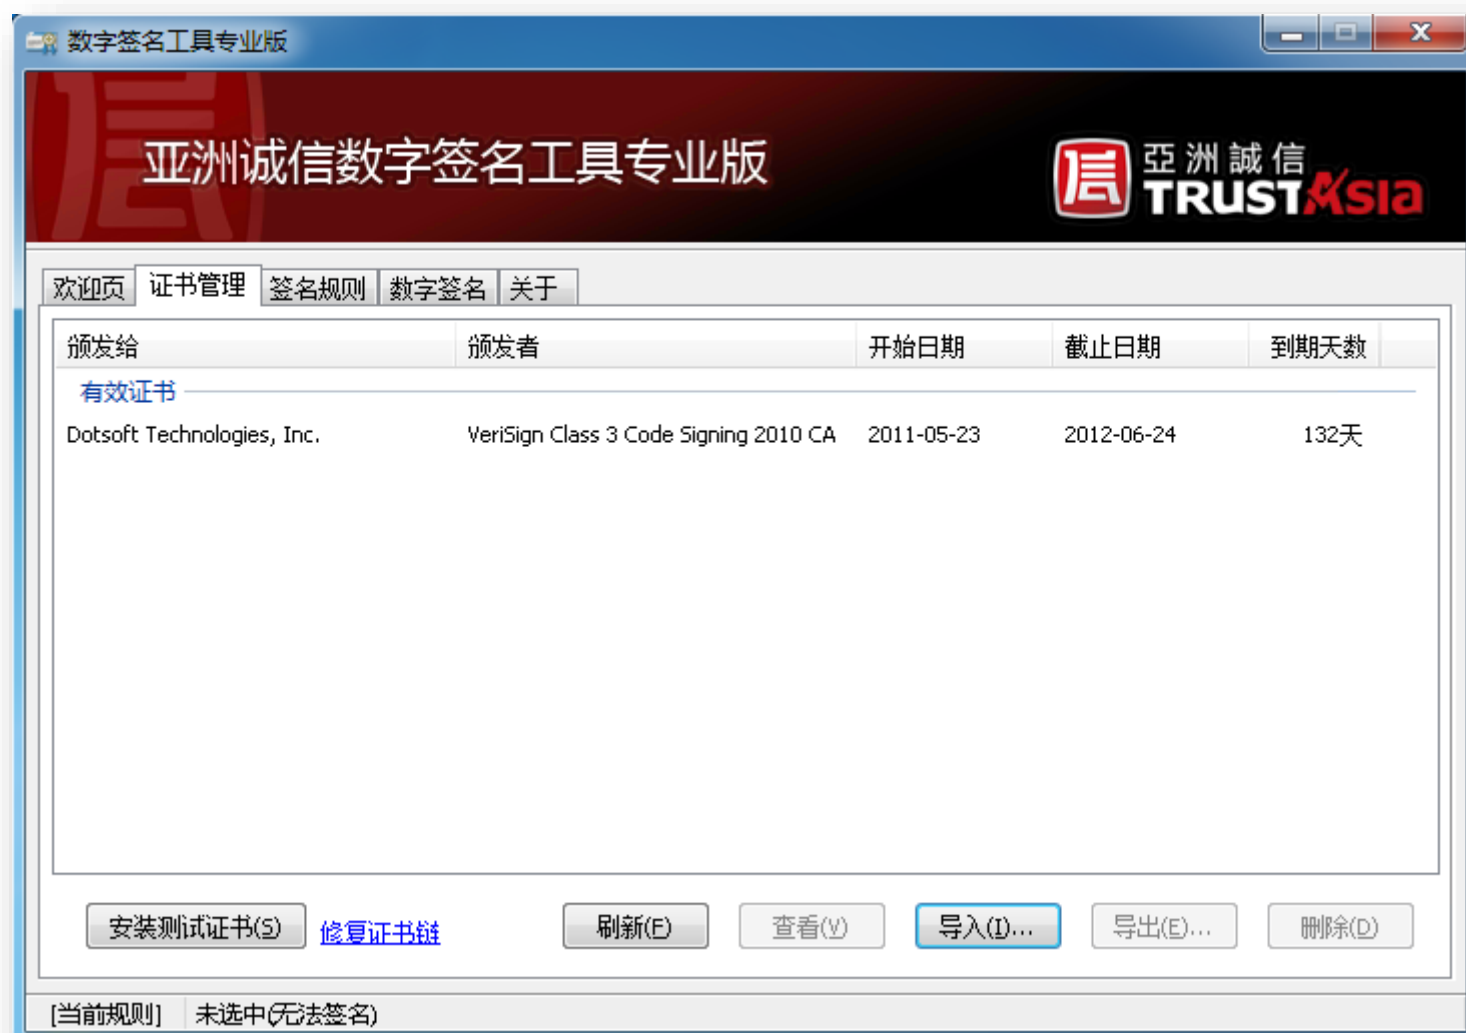 数字签名工具专业版
亚洲诚信数字签名工具专业版
亞洲誠信
TRUSTAsia
欢迎页 证书管理 签名规则 数字签名 关于
颁发给 颁发者 开始日期 截止日期 到期天数
有效证书
Dotsoft Technologies, Inc. VeriSign Class 3 Code Signing 2010 CA 2011-05-23 2012-06-24 132天
安装测试证书(S) 修复证书链 刷新(F) 查看(V) 导入(I)... 导出(E)... 删除(D)
[当前规则] 未选中(无法签名)